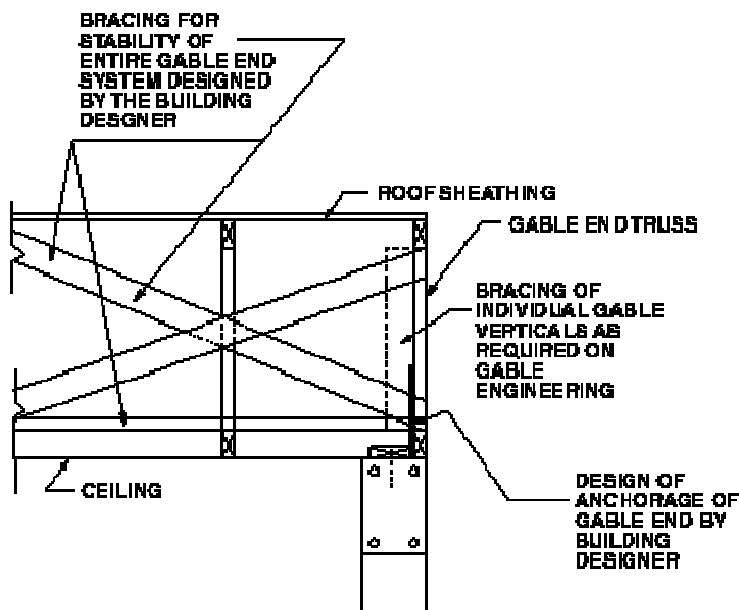 BRACING FOR
STABILITY OF
ENTIRE GABLE END
SYSTEM DESIGNED
BY THE BUILDING
DESGNER
ROOF SHEATHING
GABLE END TRUSS
BRACING OF
INDIVIDUAL GABLE
VERTICALS AS
REQUIRED ON
GABLE
ENGINEERING
CEILING
DESIGN OF
ANCHORAGE OF
GABLE END BY
BUILDING
DESIGNER